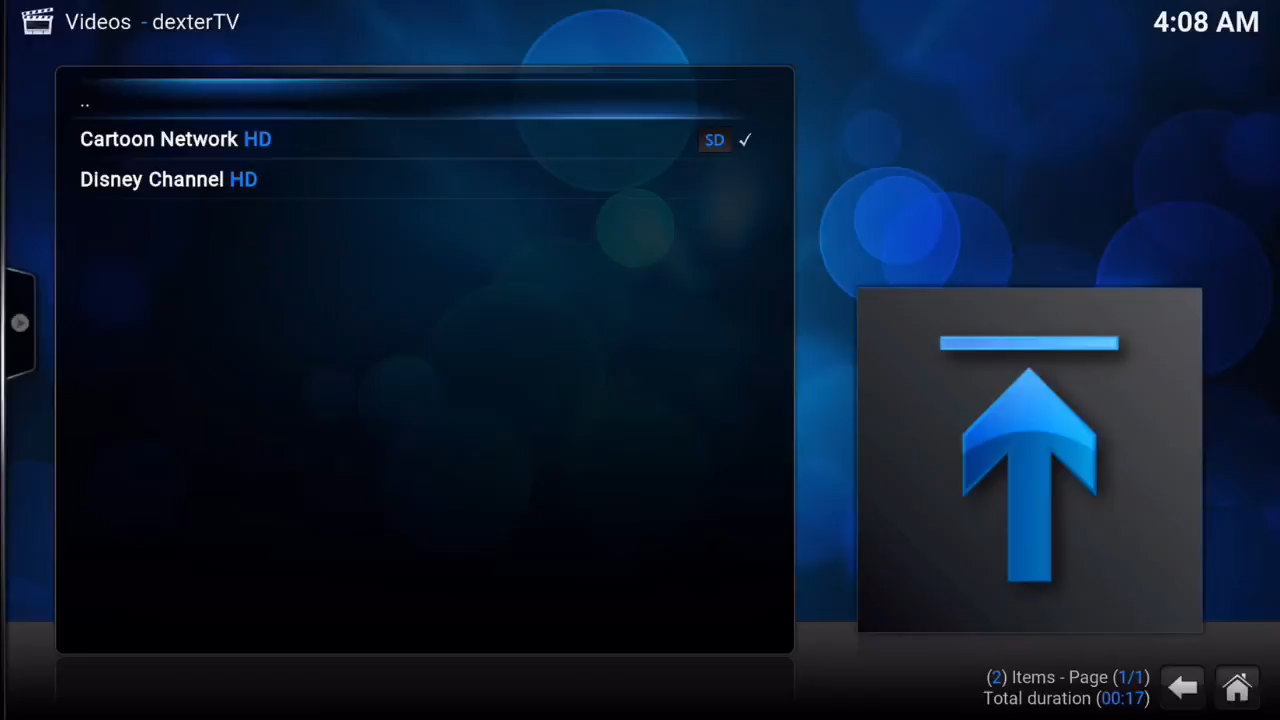 Videos - dexterTV
4:08 AM
..
Cartoon Network HD SD ✓
Disney Channel HD
(2) Items - Page (1/1)
Total duration (00:17)